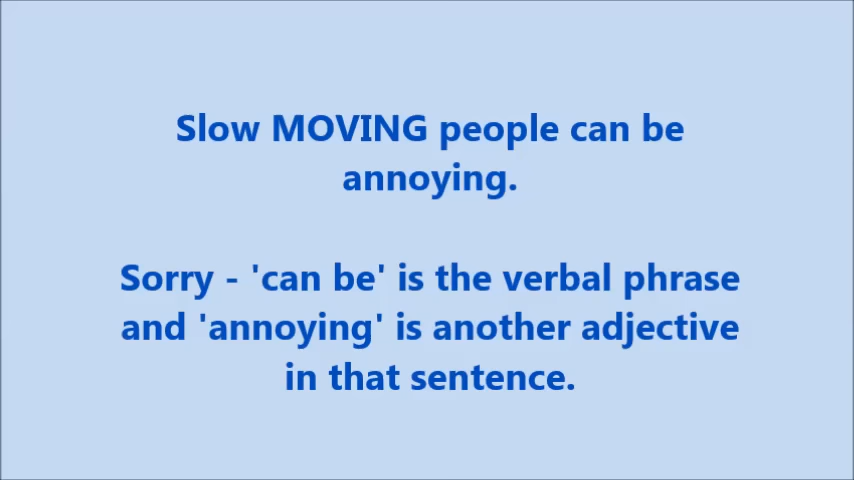 Slow MOVING people can be
annoying.
Sorry - 'can be' is the verbal phrase
and 'annoying' is another adjective
in that sentence.